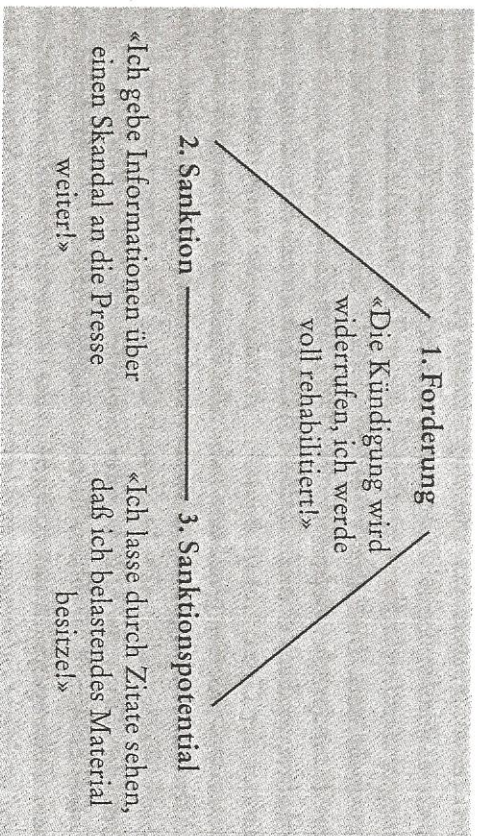 1. Forderung
«Die Kündigung wird
widerrufen, ich werde
voll rehabilitiert!»
2. Sanktion
«Ich gebe Informationen über
einen Skandal an die Presse
weiter!»
3. Sanktionspotential
«Ich lasse durch Zitate sehen,
daß ich belastendes Material
besitze!»